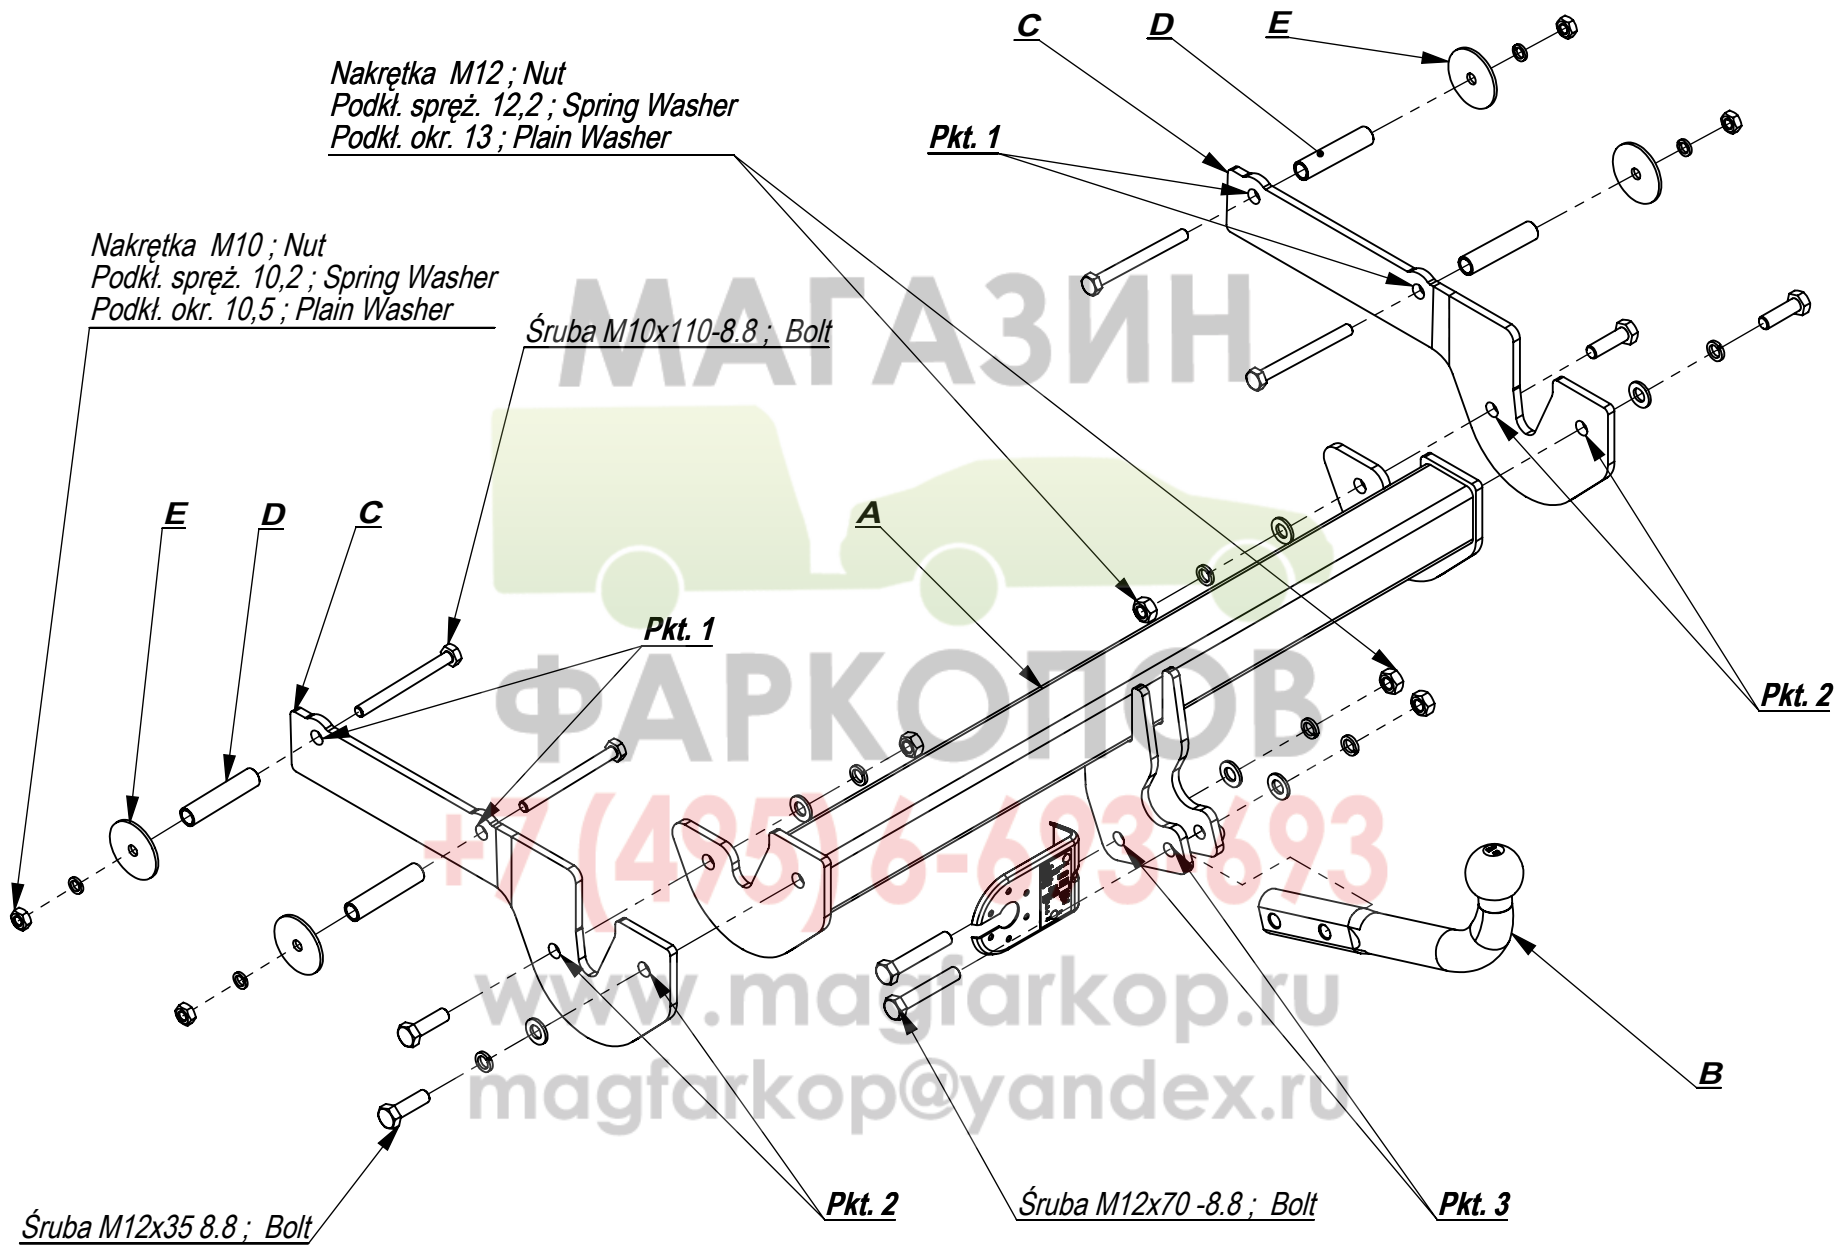 C
D
E
Nakrętka M12 ; Nut
Podkł. spręż. 12,2 ; Spring Washer
Podkł. okr. 13 ; Plain Washer
Pkt. 1
Nakrętka M10 ; Nut
Podkł. spręż. 10,2 ; Spring Washer
Podkł. okr. 10,5 ; Plain Washer
Śruba M10x110-8.8 ; Bolt
МАГАЗИН
E
D
C
A
Pkt. 1
ФАРКОПОВ
Pkt. 2
+7 (495) 6-693-693
www.magfarkop.ru
magfarkop@yandex.ru
B
Śruba M12x35 8.8 ; Bolt
Pkt. 2
Śruba M12x70 -8.8 ; Bolt
Pkt. 3